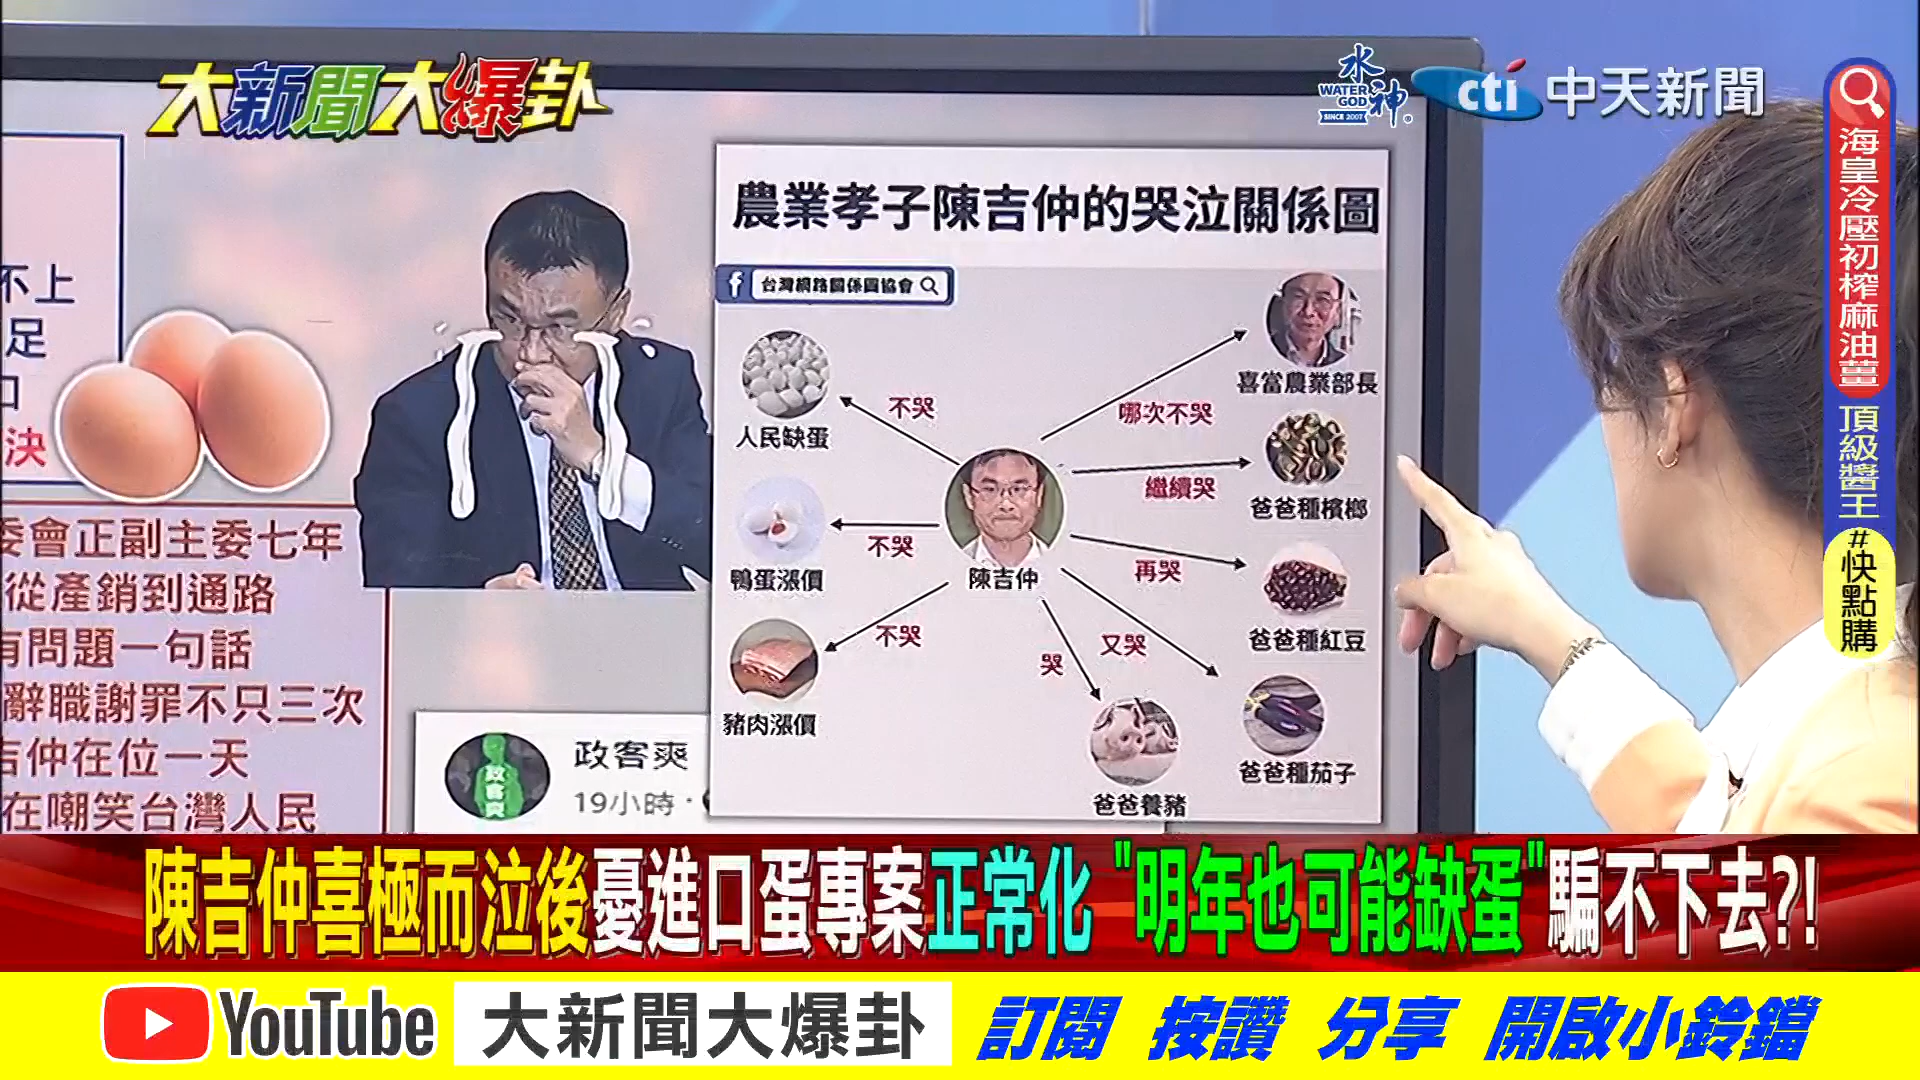 大新聞大爆卦
水神
WATER GOD
SINCE 2007
cti 中天新聞
海皇冷壓初榨麻油薑 頂級醬王 #快點購
不上
足
口
決
委會正副主委七年
從產銷到通路
有問題一句話
辭職謝罪不只三次
吉仲在位一天
在嘲笑台灣人民
政客爽
19小時·
農業孝子陳吉仲的哭泣關係圖
f 台灣網路關係圖協會
人民缺蛋
不哭
鴨蛋漲價
不哭
豬肉漲價
不哭
陳吉仲
哪次不哭
喜當農業部長
繼續哭
爸爸種檳榔
再哭
爸爸種紅豆
又哭
爸爸種茄子
哭
爸爸養豬
陳吉仲喜極而泣後憂進口蛋專案正常化 "明年也可能缺蛋"騙不下去?!
YouTube 大新聞大爆卦 訂閱 按讚 分享 開啟小鈴鐺